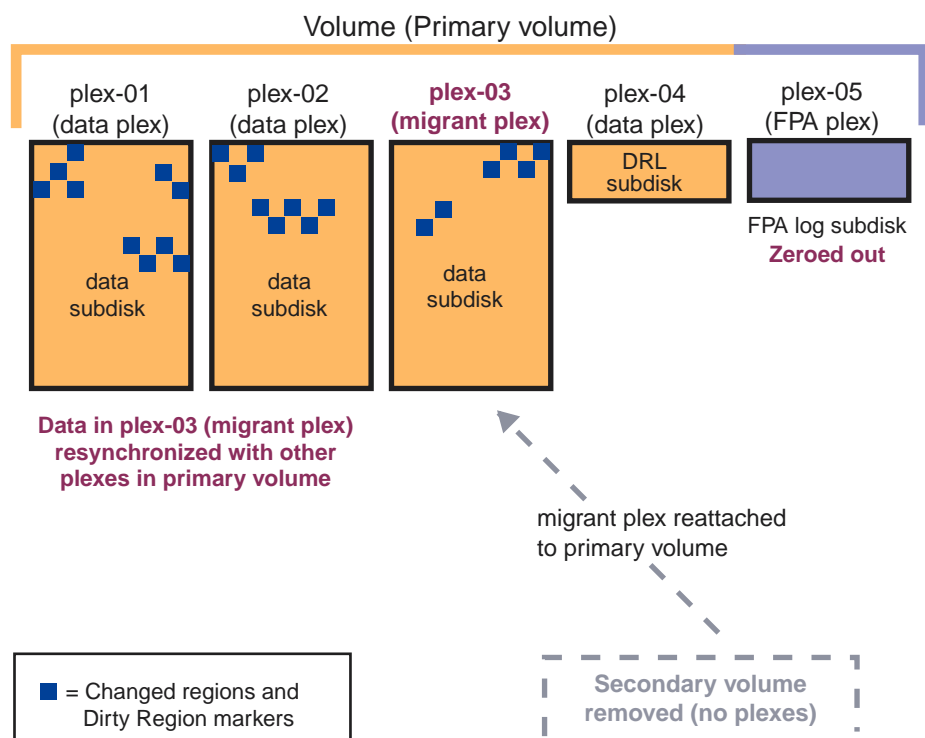 Volume (Primary volume)
plex-01
(data plex)
plex-02
(data plex)
plex-03
(migrant plex)
plex-04
(data plex)
plex-05
(FPA plex)
data
subdisk
data
subdisk
data
subdisk
DRL
subdisk
FPA log subdisk
Zeroed out
Data in plex-03 (migrant plex)
resynchronized with other
plexes in primary volume
migrant plex reattached
to primary volume
= Changed regions and
Dirty Region markers
Secondary volume
removed (no plexes)